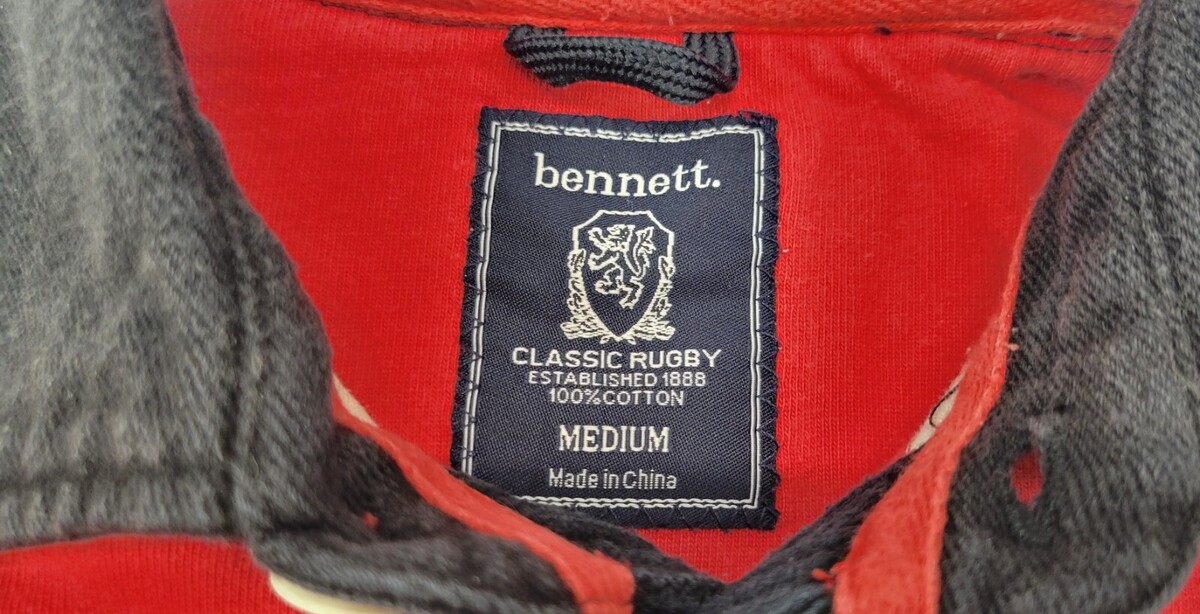 bennett.
CLASSIC RUGBY
ESTABLISHED 1888
100%COTTON
MEDIUM
Made in China